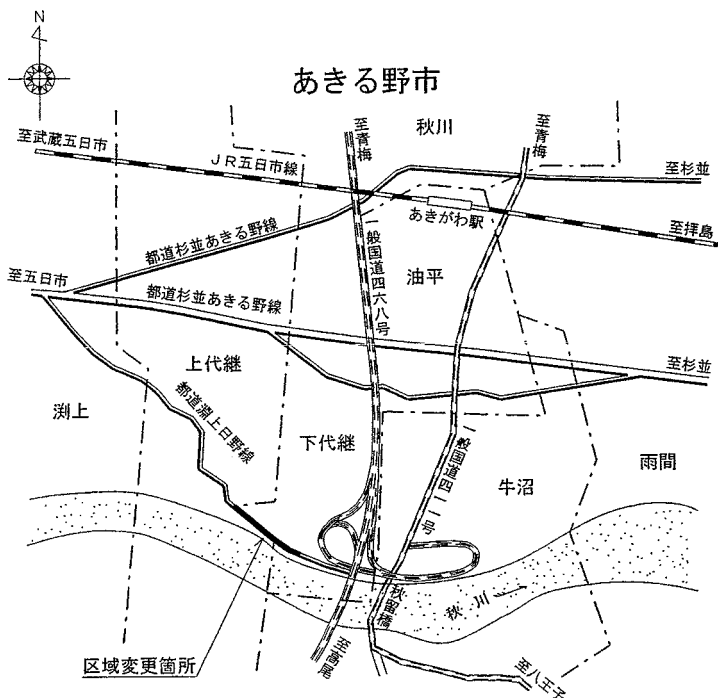 N
あきる野市
至武蔵五日市
JR五日市線
至青梅
秋川
至青梅
至杉並
あきがわ駅
至拝島
都道杉並あきる野線
一般国道四六八号
油平
至五日市
都道杉並あきる野線
上代継
至杉並
渕上
都道淵上日野線
下代継
一般国道四一一号
牛沼
雨間
秋留橋
秋川
区域変更箇所
至高尾
至八王子